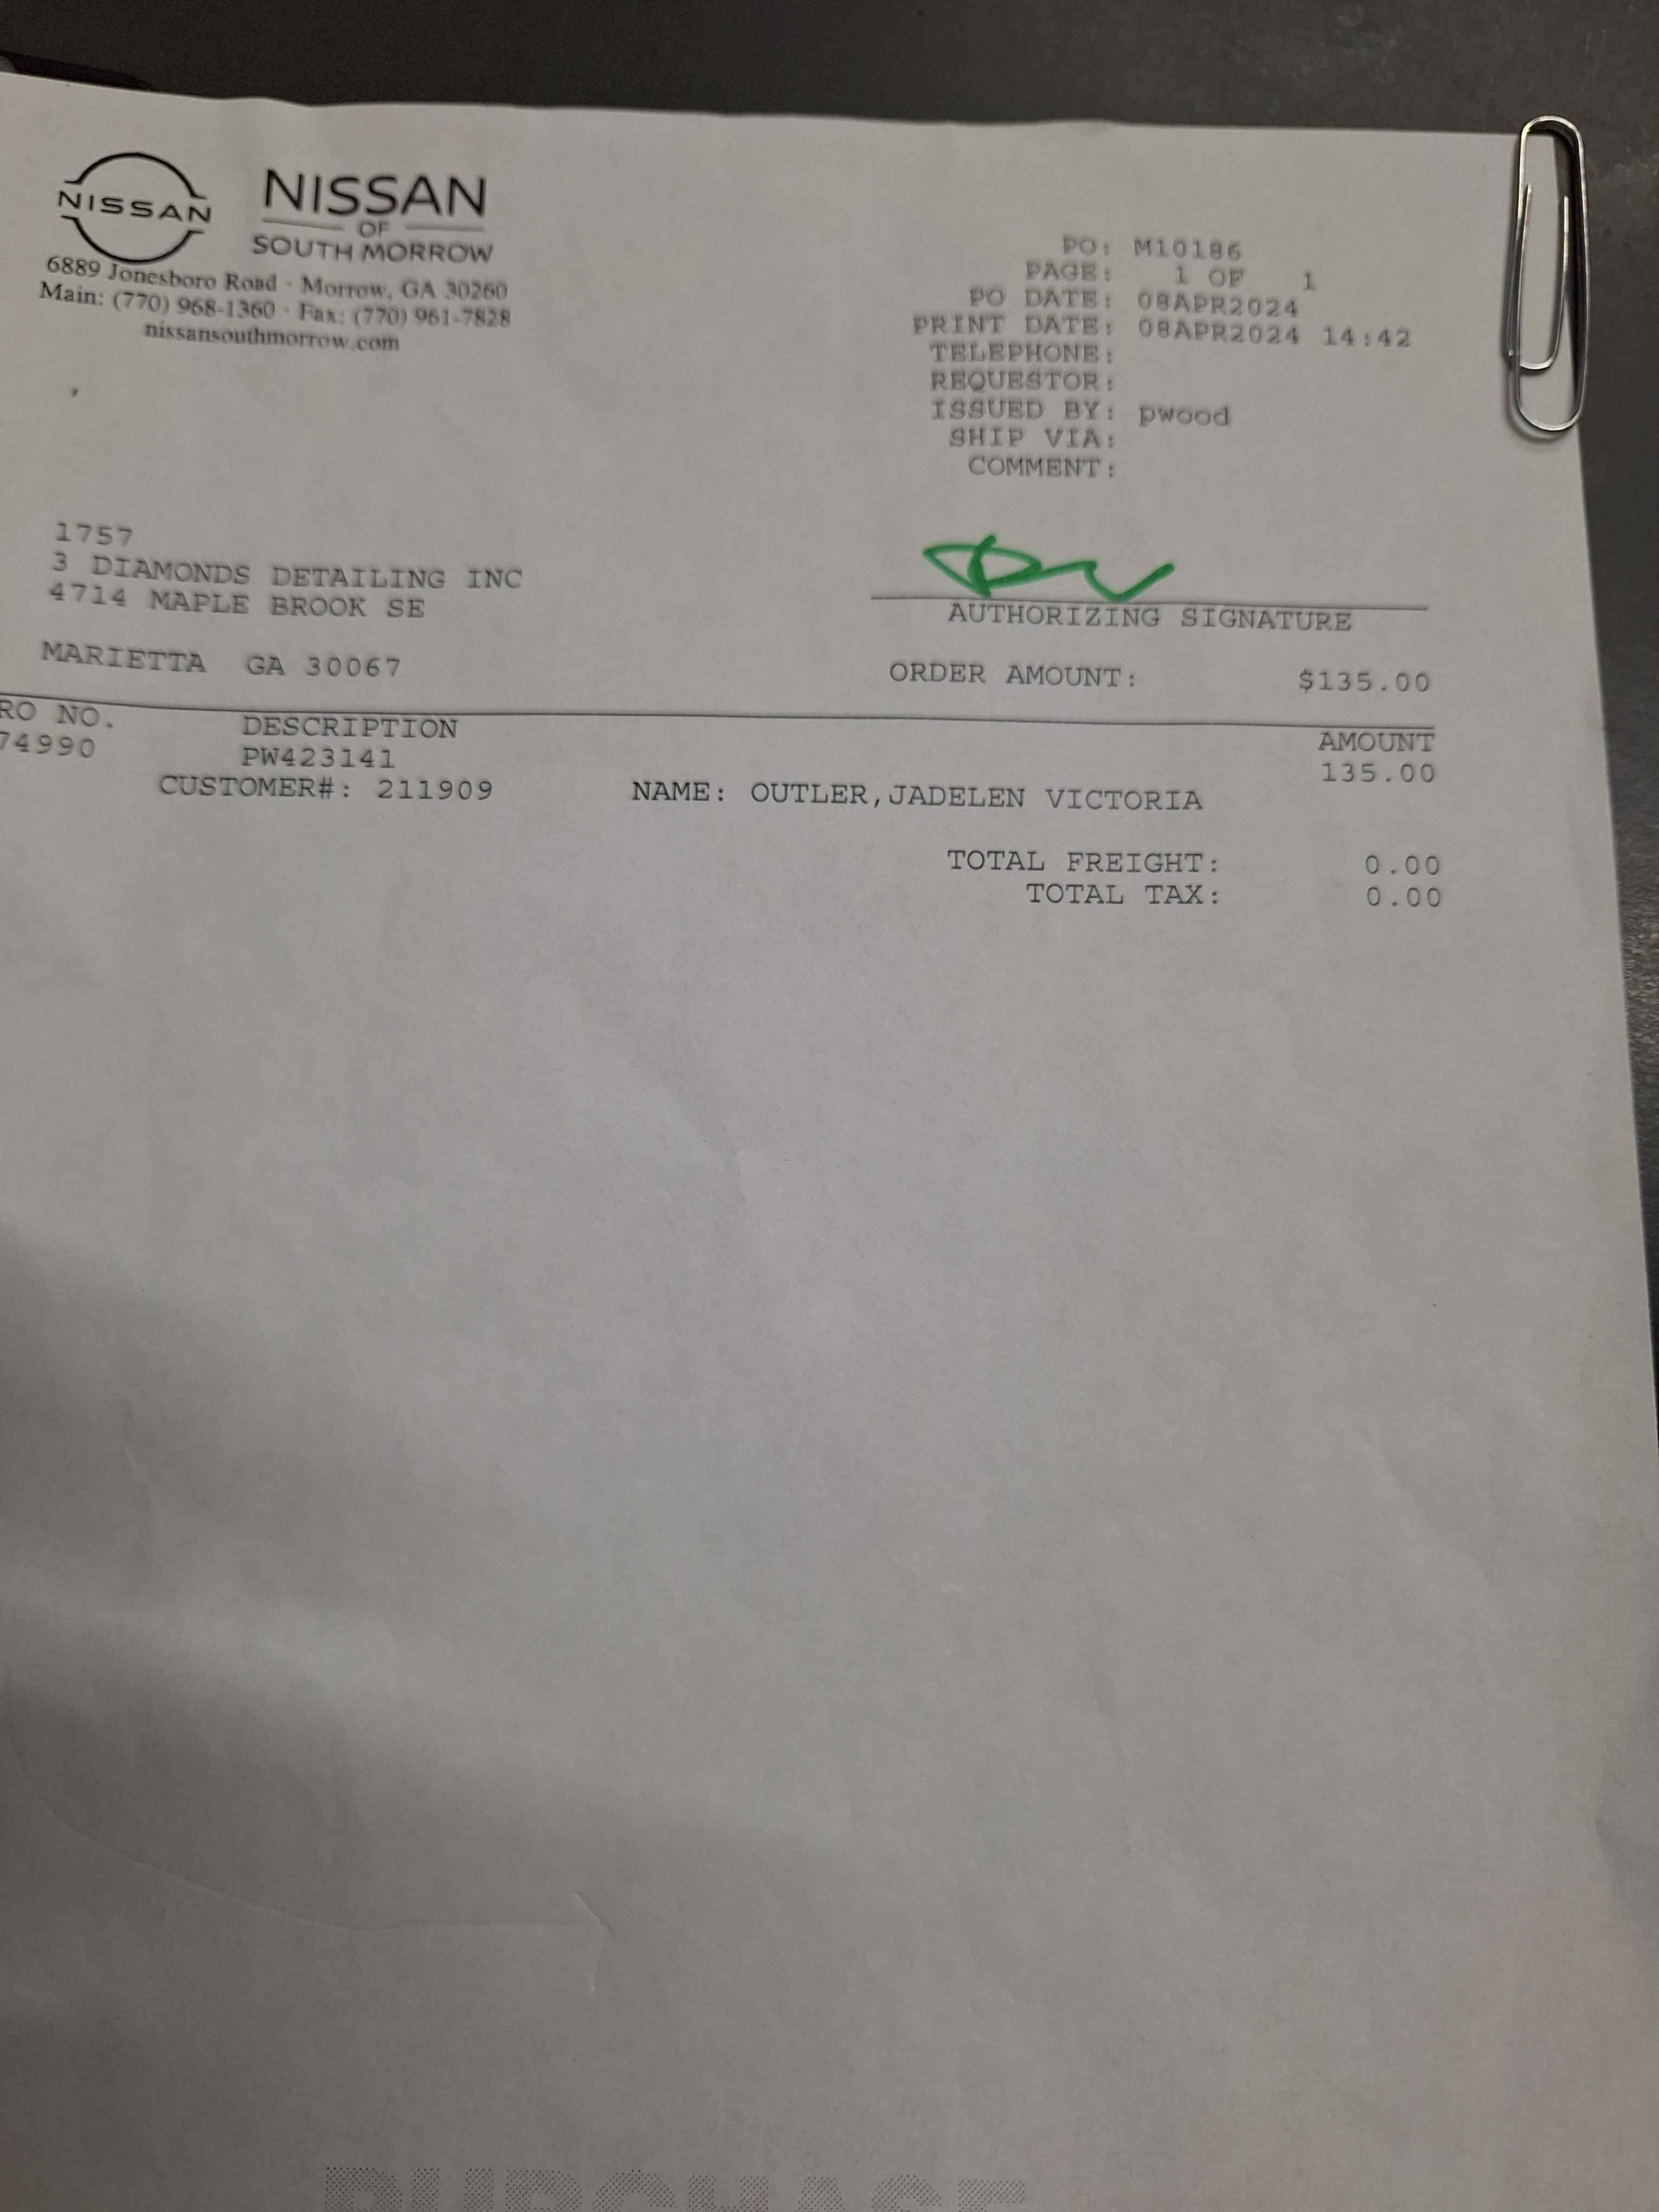 NISSAN
NISSAN
OF
SOUTH MORROW
6889 Jonesboro Road · Morrow, GA 30260
Main: (770) 968-1360 · Fax: (770) 961-7828
nissansouthmorrow.com
PO: M10186
PAGE: 1 OF 1
PO DATE: 08APR2024
PRINT DATE: 08APR2024 14:42
TELEPHONE:
REQUESTOR:
ISSUED BY: pwood
SHIP VIA:
COMMENT:
1757
3 DIAMONDS DETAILING INC
4714 MAPLE BROOK SE
MARIETTA GA 30067
AUTHORIZING SIGNATURE
ORDER AMOUNT: $135.00
RO NO. DESCRIPTION AMOUNT
74990 PW423141 135.00
CUSTOMER#: 211909 NAME: OUTLER,JADELEN VICTORIA
TOTAL FREIGHT: 0.00
TOTAL TAX: 0.00
PURCHASE